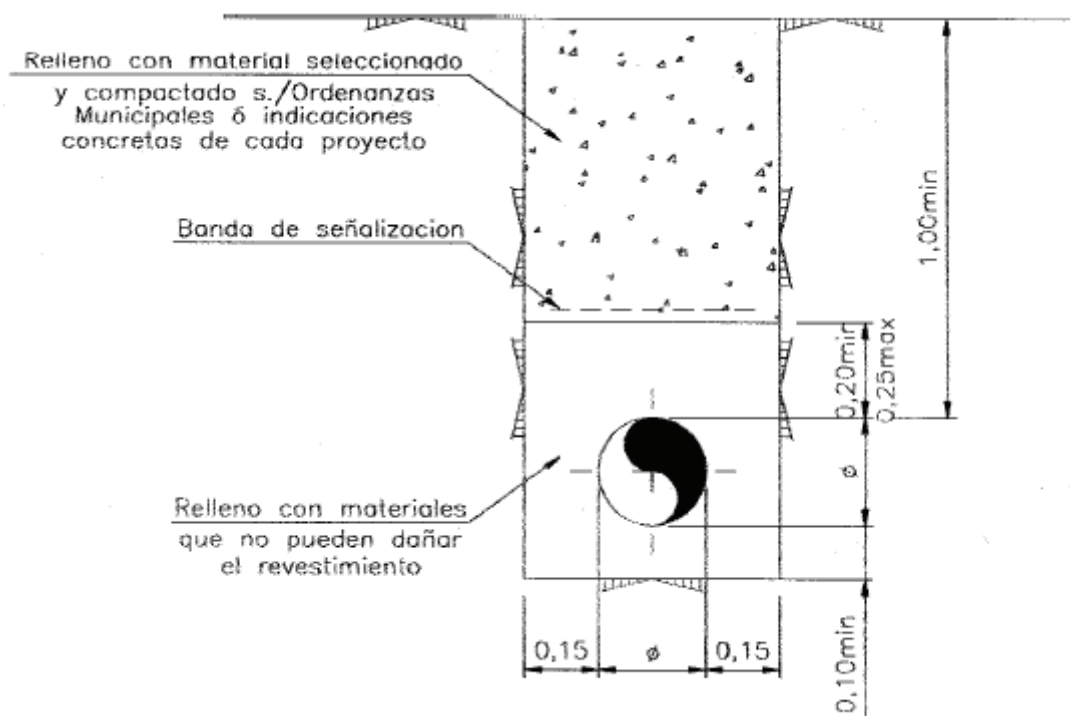 Relleno con material seleccionado
y compactado s./Ordenanzas
Municipales ó indicaciones
concretas de cada proyecto
Banda de señalizacion
Relleno con materiales
que no pueden dañar
el revestimiento
1,00min
0,20min
0,25max
ø
0,10min
0,15
ø
0,15